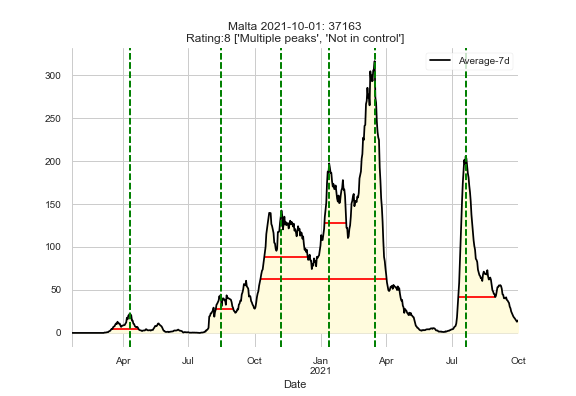 Malta 2021-10-01: 37163
Rating:8 ['Multiple peaks', 'Not in control']
Average-7d
300
250
200
150
100
50
0
Apr Jul Oct Jan Apr Jul Oct
2021
Date